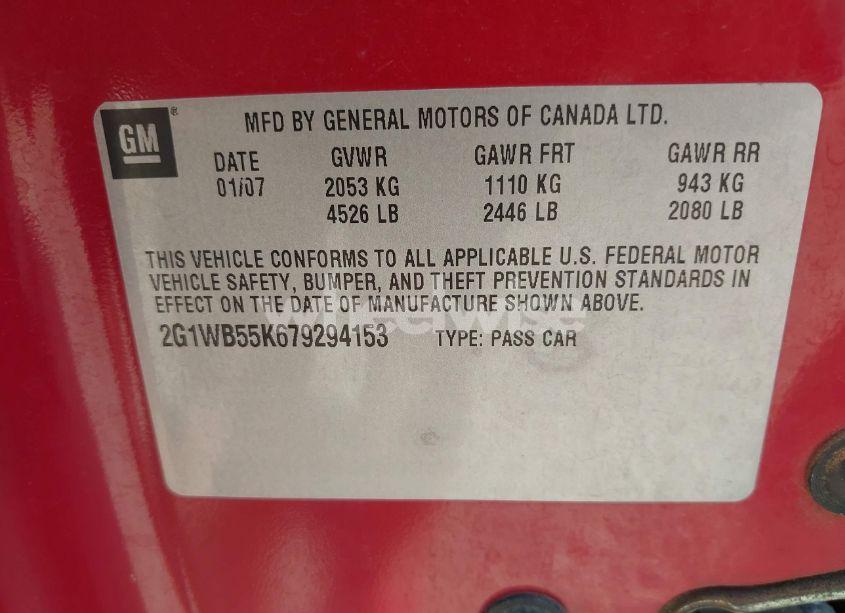 GM®
MFD BY GENERAL MOTORS OF CANADA LTD.
DATE GVWR GAWR FRT GAWR RR
01/07 2053 KG 1110 KG 943 KG
4526 LB 2446 LB 2080 LB
THIS VEHICLE CONFORMS TO ALL APPLICABLE U.S. FEDERAL MOTOR
VEHICLE SAFETY, BUMPER, AND THEFT PREVENTION STANDARDS IN
EFFECT ON THE DATE OF MANUFACTURE SHOWN ABOVE.
2G1WB55K679294153 TYPE: PASS CAR